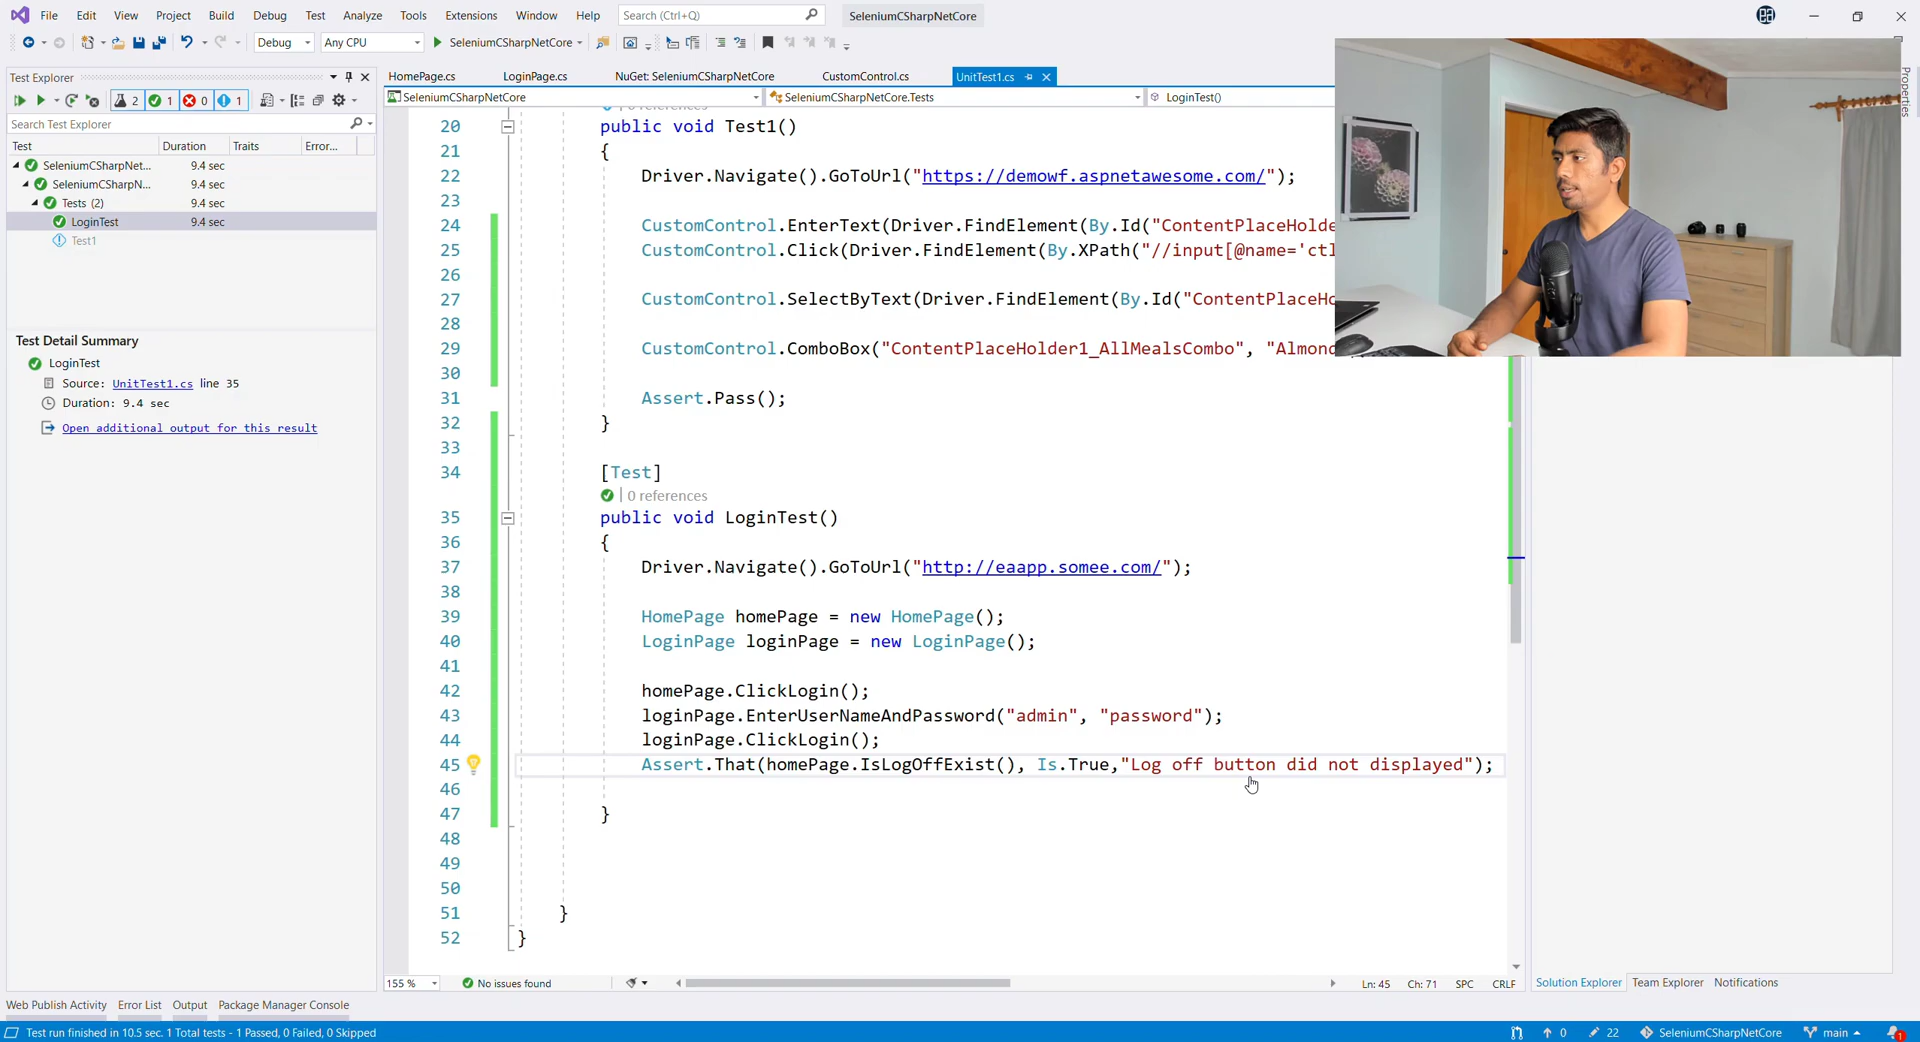 File Edit View Project Build Debug Test Analyze Tools Extensions Window Help Search (Ctrl+Q) SeleniumCSharpNetCore
Debug Any CPU SeleniumCSharpNetCore
Test Explorer
2 1 0 1
Search Test Explorer
Test Duration Traits Error...
SeleniumCSharpNet... 9.4 sec
SeleniumCSharpN... 9.4 sec
Tests (2) 9.4 sec
LoginTest 9.4 sec
Test1
Test Detail Summary
LoginTest
Source: UnitTest1.cs line 35
Duration: 9.4 sec
Open additional output for this result
HomePage.cs LoginPage.cs NuGet: SeleniumCSharpNetCore CustomControl.cs UnitTest1.cs
SeleniumCSharpNetCore SeleniumCSharpNetCore.Tests LoginTest()
0 references
20 public void Test1()
21 {
22 Driver.Navigate().GoToUrl("https://demowf.aspnetawesome.com/");
23
24 CustomControl.EnterText(Driver.FindElement(By.Id("ContentPlaceHolde
25 CustomControl.Click(Driver.FindElement(By.XPath("//input[@name='ctl
26
27 CustomControl.SelectByText(Driver.FindElement(By.Id("ContentPlaceHo
28
29 CustomControl.ComboBox("ContentPlaceHolder1_AllMealsCombo", "Almond
30
31 Assert.Pass();
32 }
33
34 [Test]
0 references
35 public void LoginTest()
36 {
37 Driver.Navigate().GoToUrl("http://eaapp.somee.com/");
38
39 HomePage homePage = new HomePage();
40 LoginPage loginPage = new LoginPage();
41
42 homePage.ClickLogin();
43 loginPage.EnterUserNameAndPassword("admin", "password");
44 loginPage.ClickLogin();
45 Assert.That(homePage.IsLogOffExist(), Is.True,"Log off button did not displayed");
46
47 }
48
49
50
51 }
52 }
Properties
155 % No issues found Ln: 45 Ch: 71 SPC CRLF
Solution Explorer Team Explorer Notifications
Web Publish Activity Error List Output Package Manager Console
Test run finished in 10.5 sec. 1 Total tests - 1 Passed, 0 Failed, 0 Skipped 0 22 SeleniumCSharpNetCore main 1